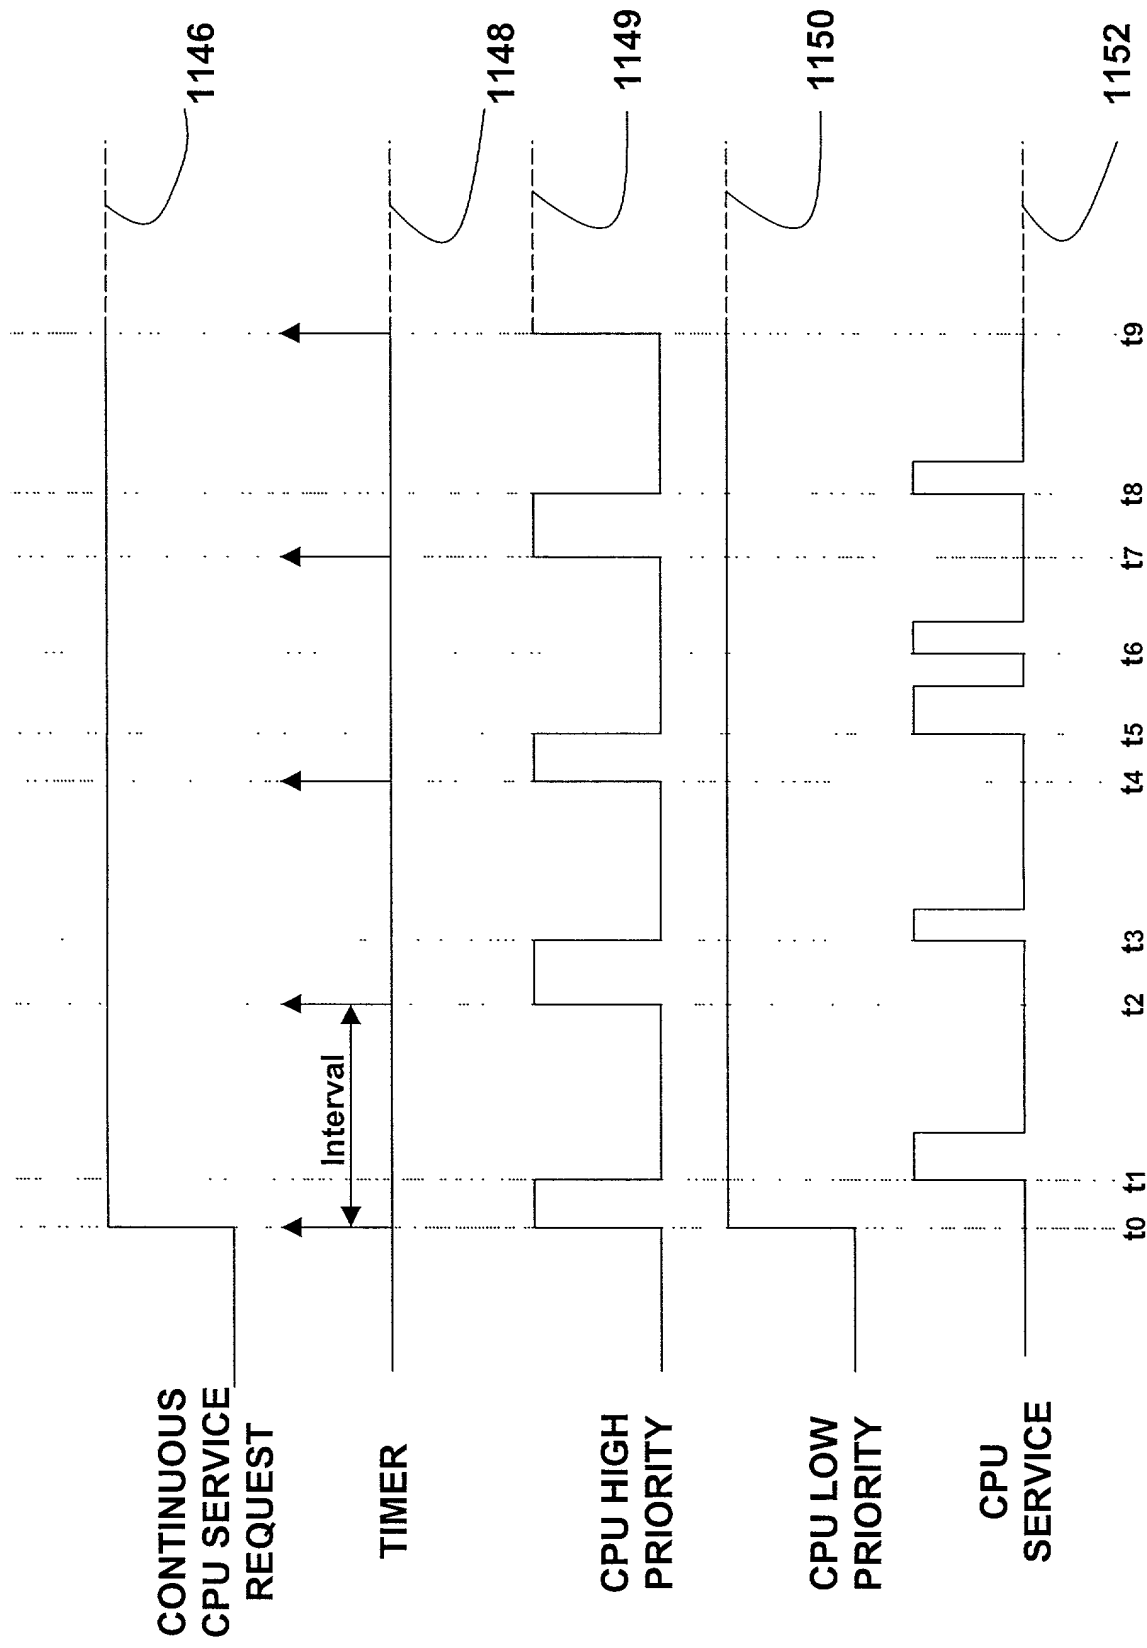 CONTINUOUS
CPU SERVICE
REQUEST
1146
TIMER
Interval
1148
CPU HIGH
PRIORITY
1149
CPU LOW
PRIORITY
1150
CPU
SERVICE
1152
t0 t1 t2 t3 t4 t5 t6 t7 t8 t9